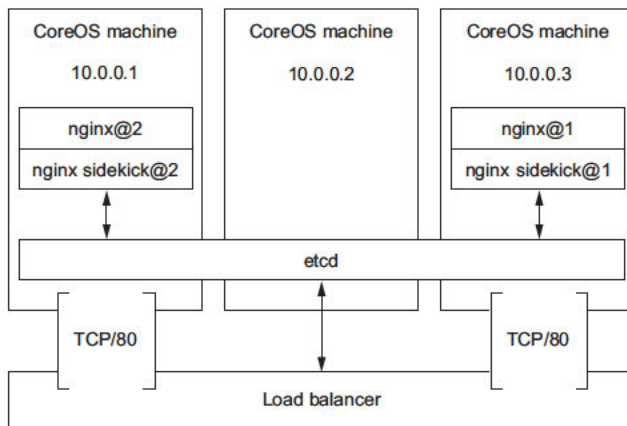 CoreOS machine
10.0.0.1
nginx@2
nginx sidekick@2
CoreOS machine
10.0.0.2
CoreOS machine
10.0.0.3
nginx@1
nginx sidekick@1
etcd
TCP/80
TCP/80
Load balancer